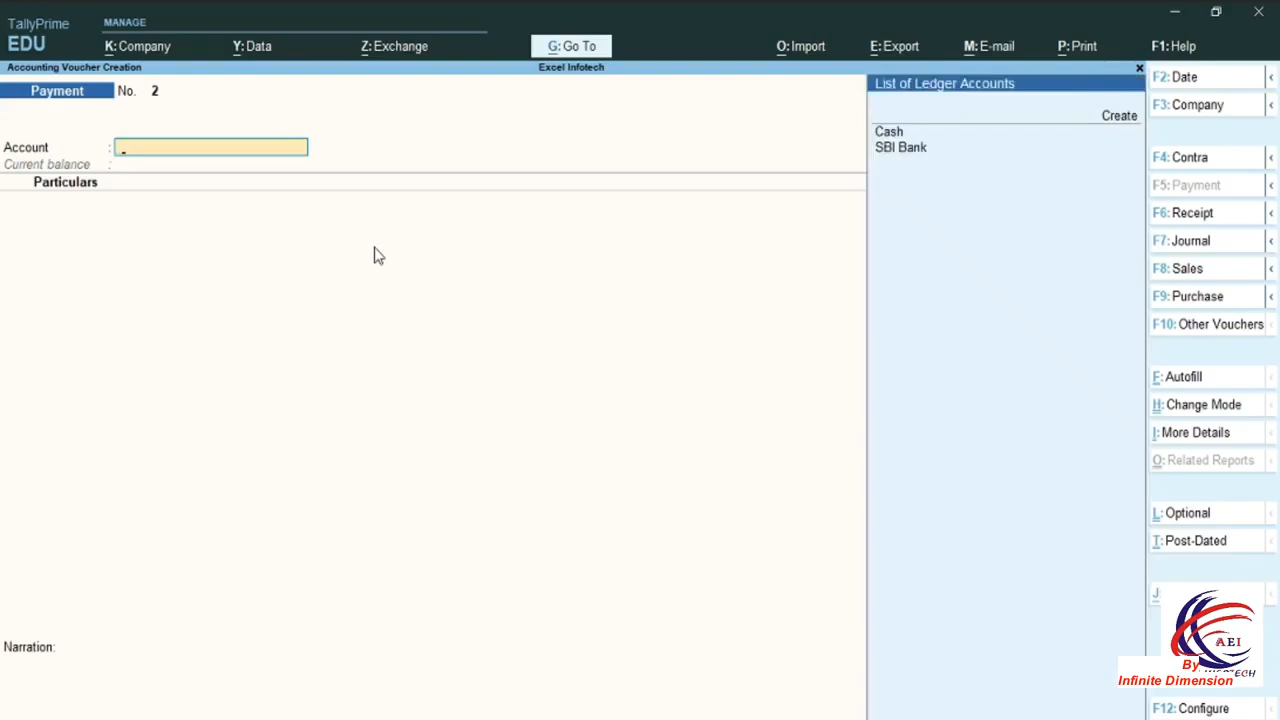 TallyPrime
EDU
MANAGE
K: Company
Y: Data
Z: Exchange
G: Go To
O: Import
E: Export
M: E-mail
P: Print
F1: Help
Accounting Voucher Creation
Excel Infotech
Payment No. 2
Account :
Current balance :
Particulars
Narration:
List of Ledger Accounts
Create
Cash
SBI Bank
F2: Date
F3: Company
F4: Contra
F5: Payment
F6: Receipt
F7: Journal
F8: Sales
F9: Purchase
F10: Other Vouchers
F: Autofill
H: Change Mode
I: More Details
O: Related Reports
L: Optional
T: Post-Dated
J:
AEI
By
Infinite Dimension
F12: Configure